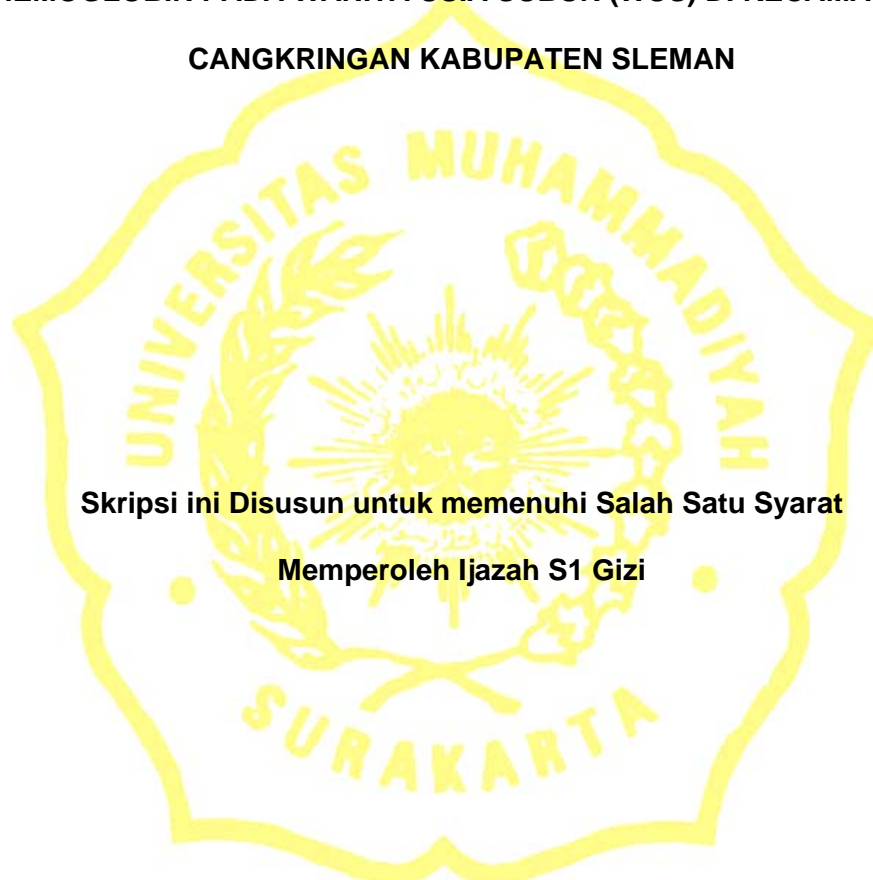 CANGKRINGAN KABUPATEN SLEMAN
UNIVERSITAS MUHAMMADIYAH
Skripsi ini Disusun untuk memenuhi Salah Satu Syarat
Memperoleh Ijazah S1 Gizi
SURAKARTA